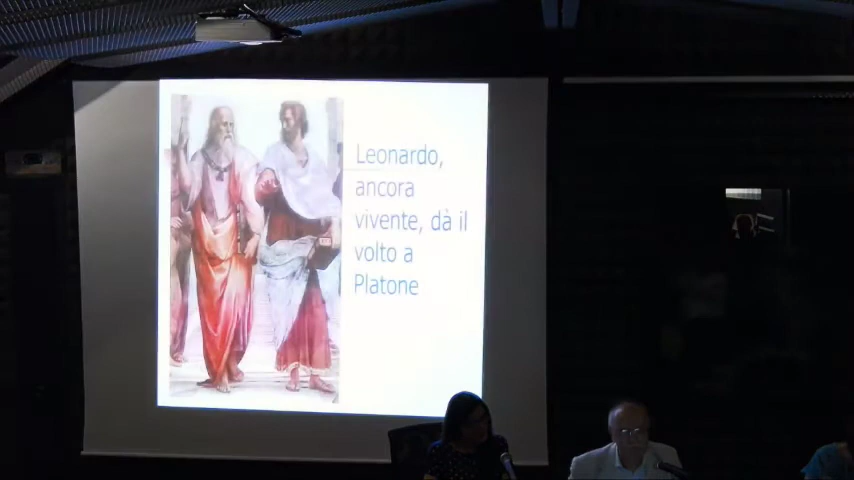 Leonardo,
ancora
vivente, dà il
volto a
Platone